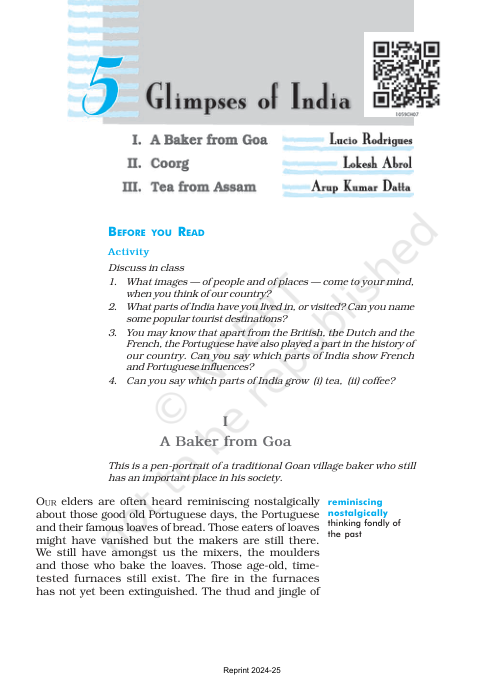 5 Glimpses of India
I. A Baker from Goa Lucio Rodrigues
II. Coorg Lokesh Abrol
III. Tea from Assam Arup Kumar Datta
BEFORE YOU READ
Activity
Discuss in class
1. What images — of people and of places — come to your mind,
when you think of our country?
2. What parts of India have you lived in, or visited? Can you name
some popular tourist destinations?
3. You may know that apart from the British, the Dutch and the
French, the Portuguese have also played a part in the history of
our country. Can you say which parts of India show French
and Portuguese influences?
4. Can you say which parts of India grow (i) tea, (ii) coffee?
I
A Baker from Goa
This is a pen-portrait of a traditional Goan village baker who still
has an important place in his society.
OUR elders are often heard reminiscing nostalgically
about those good old Portuguese days, the Portuguese
and their famous loaves of bread. Those eaters of loaves
might have vanished but the makers are still there.
We still have amongst us the mixers, the moulders
and those who bake the loaves. Those age-old, time-
tested furnaces still exist. The fire in the furnaces
has not yet been extinguished. The thud and jingle of
reminiscing
nostalgically
thinking fondly of
the past
© NCERT
not to be republished
Reprint 2024-25